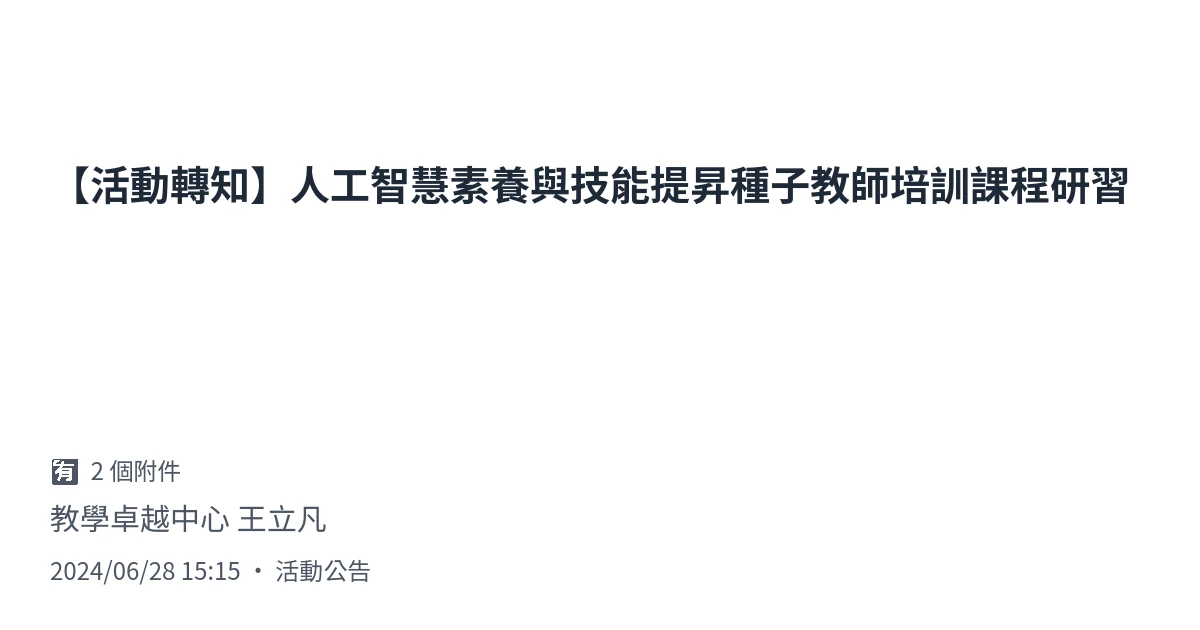 【活動轉知】人工智慧素養與技能提昇種子教師培訓課程研習
有 2 個附件
教學卓越中心 王立凡
2024/06/28 15:15 • 活動公告